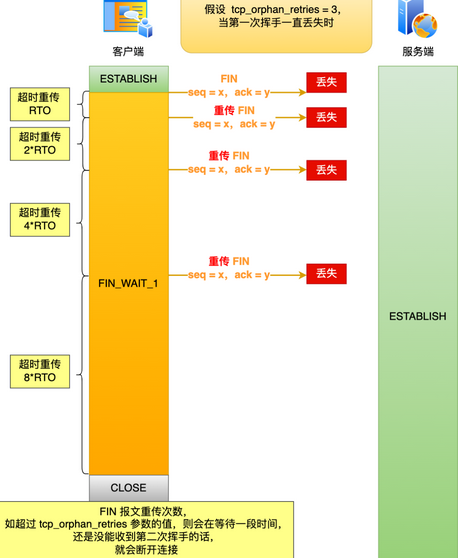 假设 tcp_orphan_retries = 3，
当第一次挥手一直丢失时
客户端
服务端
ESTABLISH
FIN
seq = x，ack = y
丢失
超时重传
RTO
重传 FIN
seq = x，ack = y
丢失
超时重传
2*RTO
重传 FIN
seq = x，ack = y
丢失
超时重传
4*RTO
重传 FIN
seq = x，ack = y
丢失
FIN_WAIT_1
ESTABLISH
超时重传
8*RTO
CLOSE
FIN 报文重传次数，
如超过 tcp_orphan_retries 参数的值，则会在等待一段时间，
还是没能收到第二次挥手的话，
就会断开连接